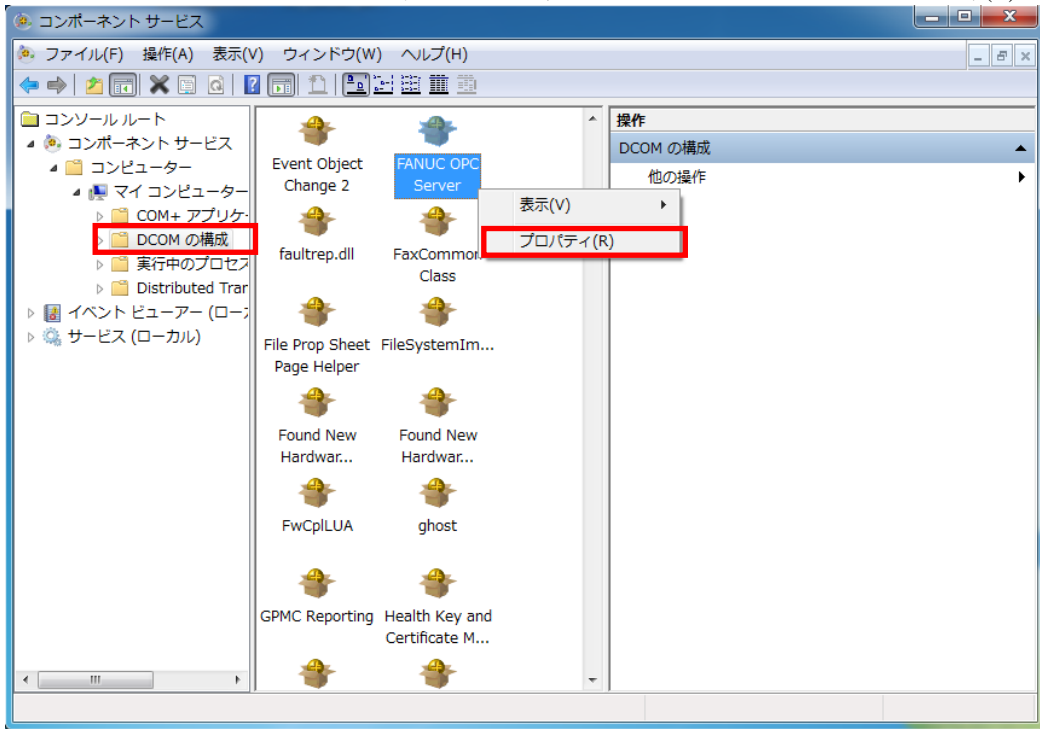 コンポーネント サービス
ファイル(F) 操作(A) 表示(V) ウィンドウ(W) ヘルプ(H)
コンソール ルート
コンポーネント サービス
コンピューター
マイ コンピューター
COM+ アプリケ
DCOM の構成
実行中のプロセス
Distributed Tran
イベント ビューアー (ローカ
サービス (ローカル)
Event Object
Change 2
FANUC OPC
Server
faultrep.dll
FaxCommon
Class
File Prop Sheet
Page Helper
FileSystemIm...
Found New
Hardwar...
Found New
Hardwar...
FwCplLUA
ghost
GPMC Reporting
Health Key and
Certificate M...
表示(V)
プロパティ(R)
操作
DCOM の構成
他の操作